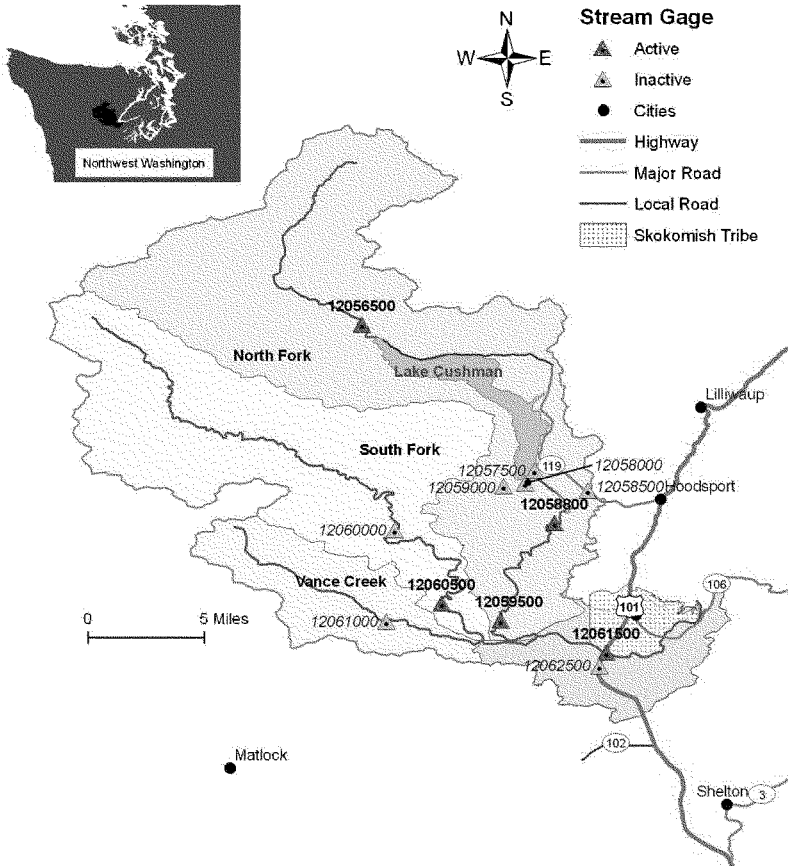 Northwest Washington
N
W E
S
Stream Gage
Active
Inactive
Cities
Highway
Major Road
Local Road
Skokomish Tribe
12056500
North Fork
Lake Cushman
Lilliwaup
South Fork
12057500
119
12058000
12059000
12058500
Hoodsport
12058800
12060000
Vance Creek
12060500
12059500
106
101
0 5 Miles
12061000
12061500
12062500
102
Matlock
Shelton
3